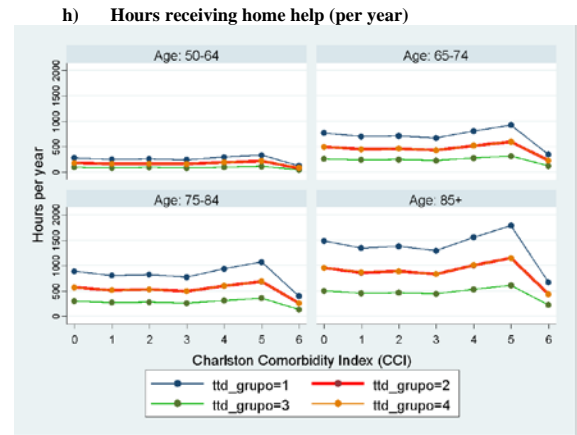 h) Hours receiving home help (per year)
Age: 50-64 Age: 65-74
2000
1500
1000
500
0
Age: 75-84 Age: 85+
2000
1500
1000
500
0
Hours per year
0 1 2 3 4 5 6 0 1 2 3 4 5 6
Charlston Comorbidity Index (CCI)
ttd_grupo=1 ttd_grupo=2
ttd_grupo=3 ttd_grupo=4